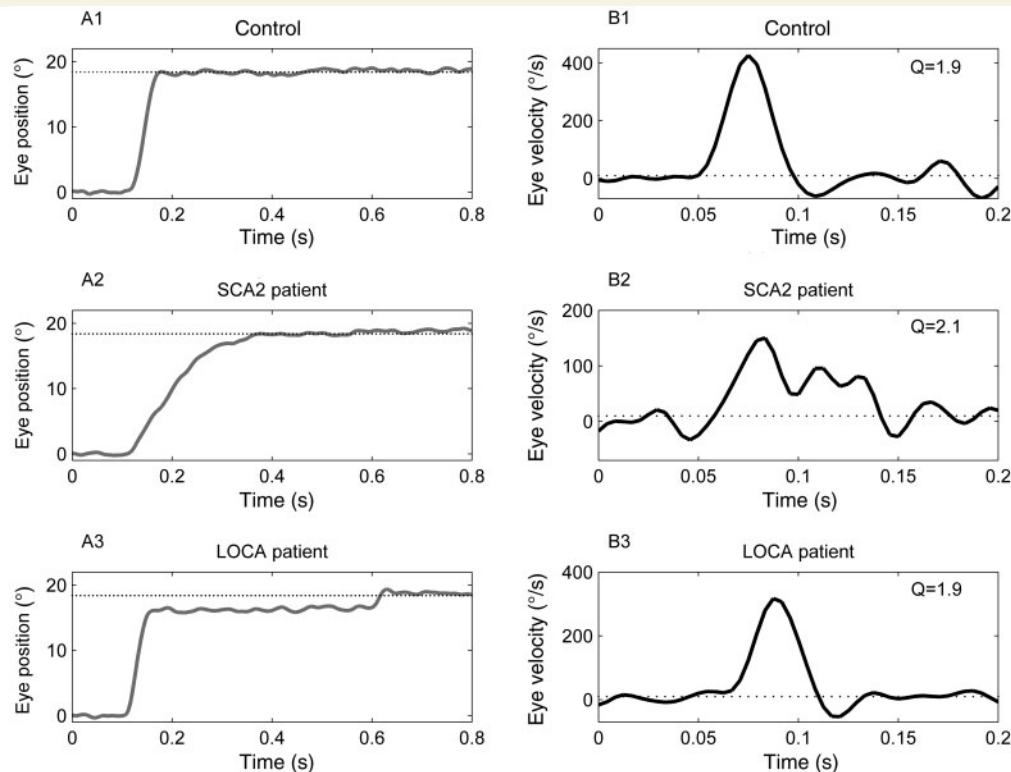 A1
Control
Eye position (°)
20
10
0
0 0.2 0.4 0.6 0.8
Time (s)
B1
Control
Q=1.9
Eye velocity (°/s)
400
200
0
0 0.05 0.1 0.15 0.2
Time (s)
A2
SCA2 patient
Eye position (°)
20
10
0
0 0.2 0.4 0.6 0.8
Time (s)
B2
SCA2 patient
Q=2.1
Eye velocity (°/s)
200
100
0
0 0.05 0.1 0.15 0.2
Time (s)
A3
LOCA patient
Eye position (°)
20
10
0
0 0.2 0.4 0.6 0.8
Time (s)
B3
LOCA patient
Q=1.9
Eye velocity (°/s)
400
200
0
0 0.05 0.1 0.15 0.2
Time (s)